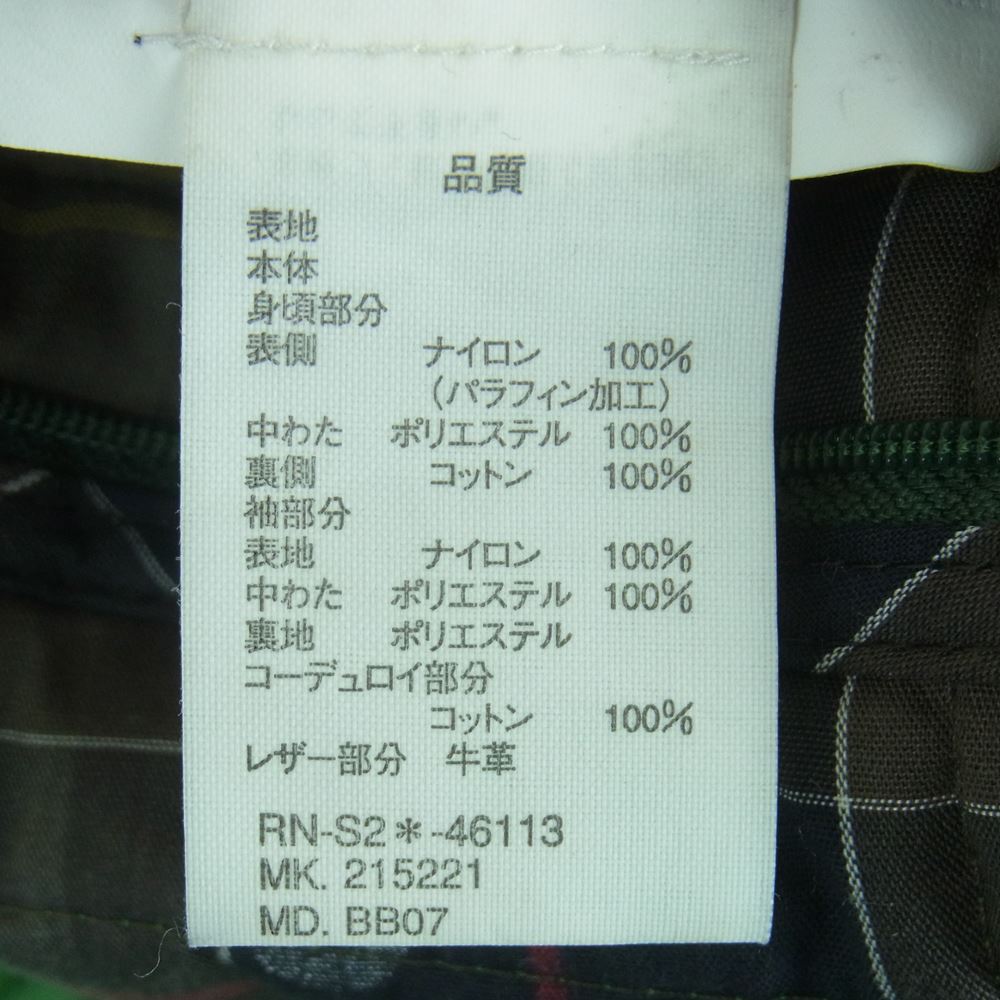 品質
表地
本体
身頃部分
表側 ナイロン 100%
（パラフィン加工）
中わた ポリエステル 100%
裏側 コットン 100%
袖部分
表地 ナイロン 100%
中わた ポリエステル 100%
裏地 ポリエステル
コーデュロイ部分
コットン 100%
レザー部分 牛革
RN-S2＊-46113
MK. 215221
MD. BB07